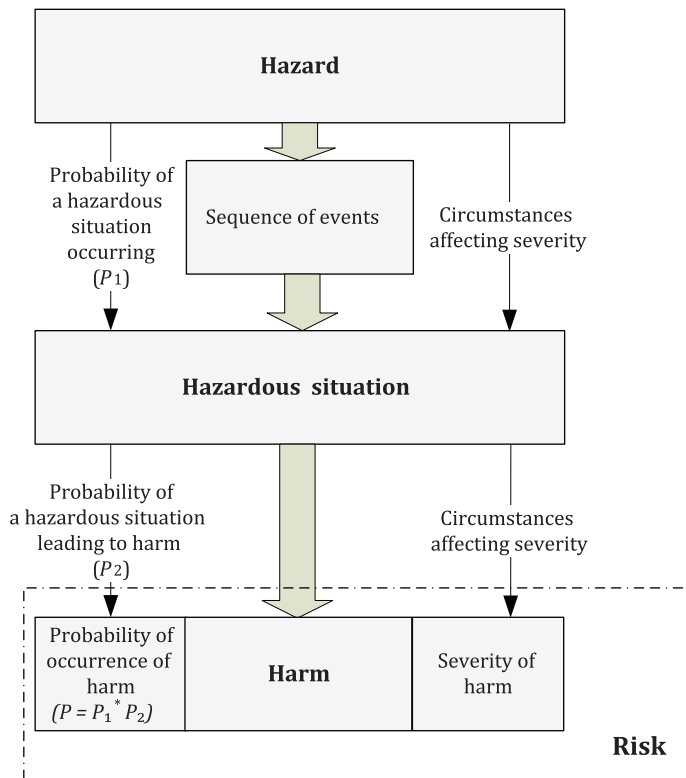 Hazard
Probability of
a hazardous
situation
occurring
(P1)
Sequence of events
Circumstances
affecting severity
Hazardous situation
Probability of
a hazardous situation
leading to harm
(P2)
Circumstances
affecting severity
Probability of
occurrence of
harm
(P = P₁* P₂)
Harm
Severity of
harm
Risk